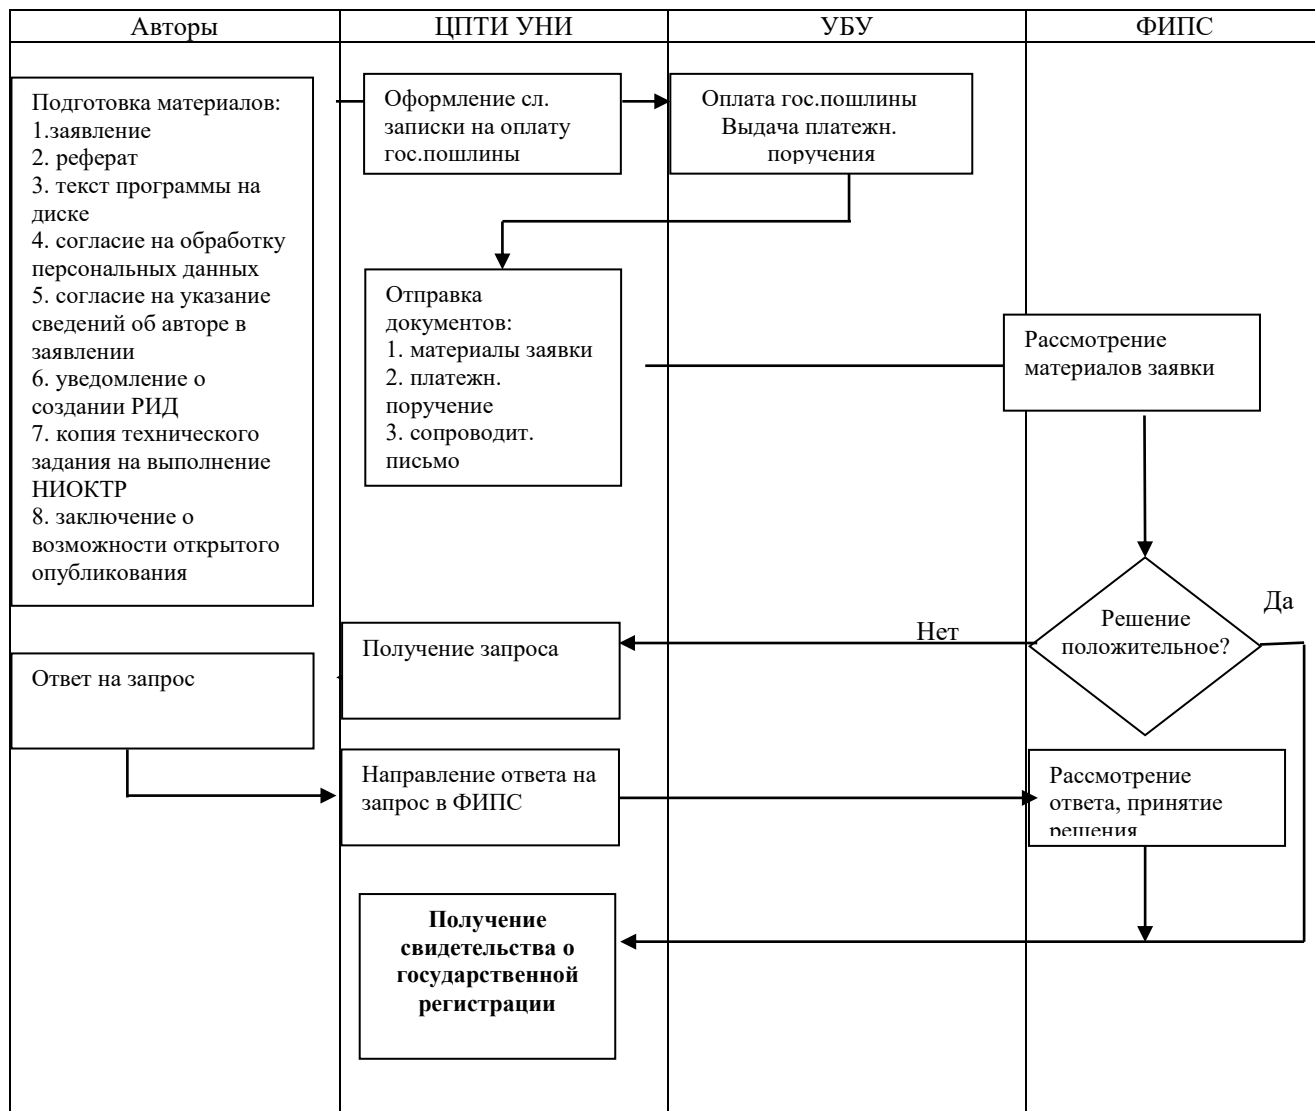 Авторы
ЦПТИ УНИ
УБУ
ФИПС
Подготовка материалов:
1.заявление
2. реферат
3. текст программы на
диске
4. согласие на обработку
персональных данных
5. согласие на указание
сведений об авторе в
заявлении
6. уведомление о
создании РИД
7. копия технического
задания на выполнение
НИОКТР
8. заключение о
возможности открытого
опубликования
Оформление сл.
записки на оплату
гос.пошлины
Оплата гос.пошлины
Выдача платежн.
поручения
Отправка
документов:
1. материалы заявки
2. платежн.
поручение
3. сопроводит.
письмо
Рассмотрение
материалов заявки
Решение
положительное?
Да
Нет
Получение запроса
Ответ на запрос
Направление ответа на
запрос в ФИПС
Рассмотрение
ответа, принятие
решения
Получение
свидетельства о
государственной
регистрации